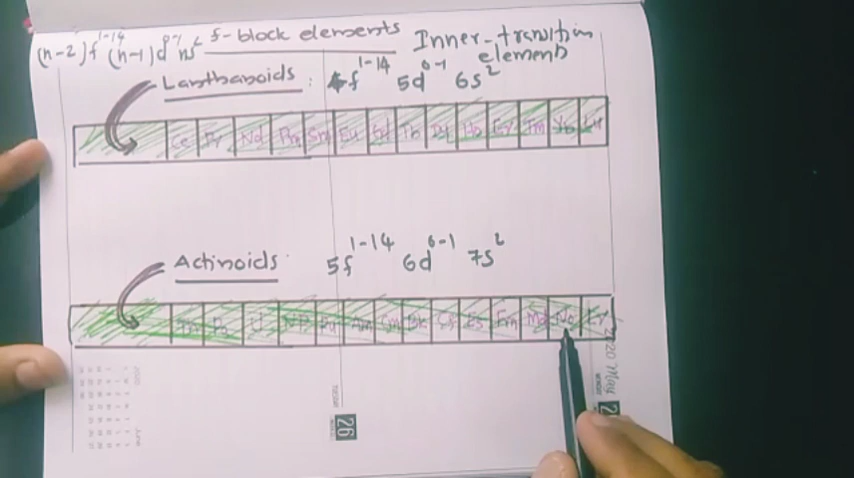 (n-2)f¹⁻¹⁴ (n-1)d⁰⁻¹ ns² f-block elements Inner-transition
elements
Lanthanoids : 4f¹⁻¹⁴ 5d⁰⁻¹ 6s²
Ce Pr Nd Pm Sm Eu Gd Tb Dy Ho Er Tm Yb Lu
Actinoids 5f¹⁻¹⁴ 6d⁰⁻¹ 7s²
Pa U Np Pu Am Cm Bk Cf Es Fm Md No Lr
2020 May
26